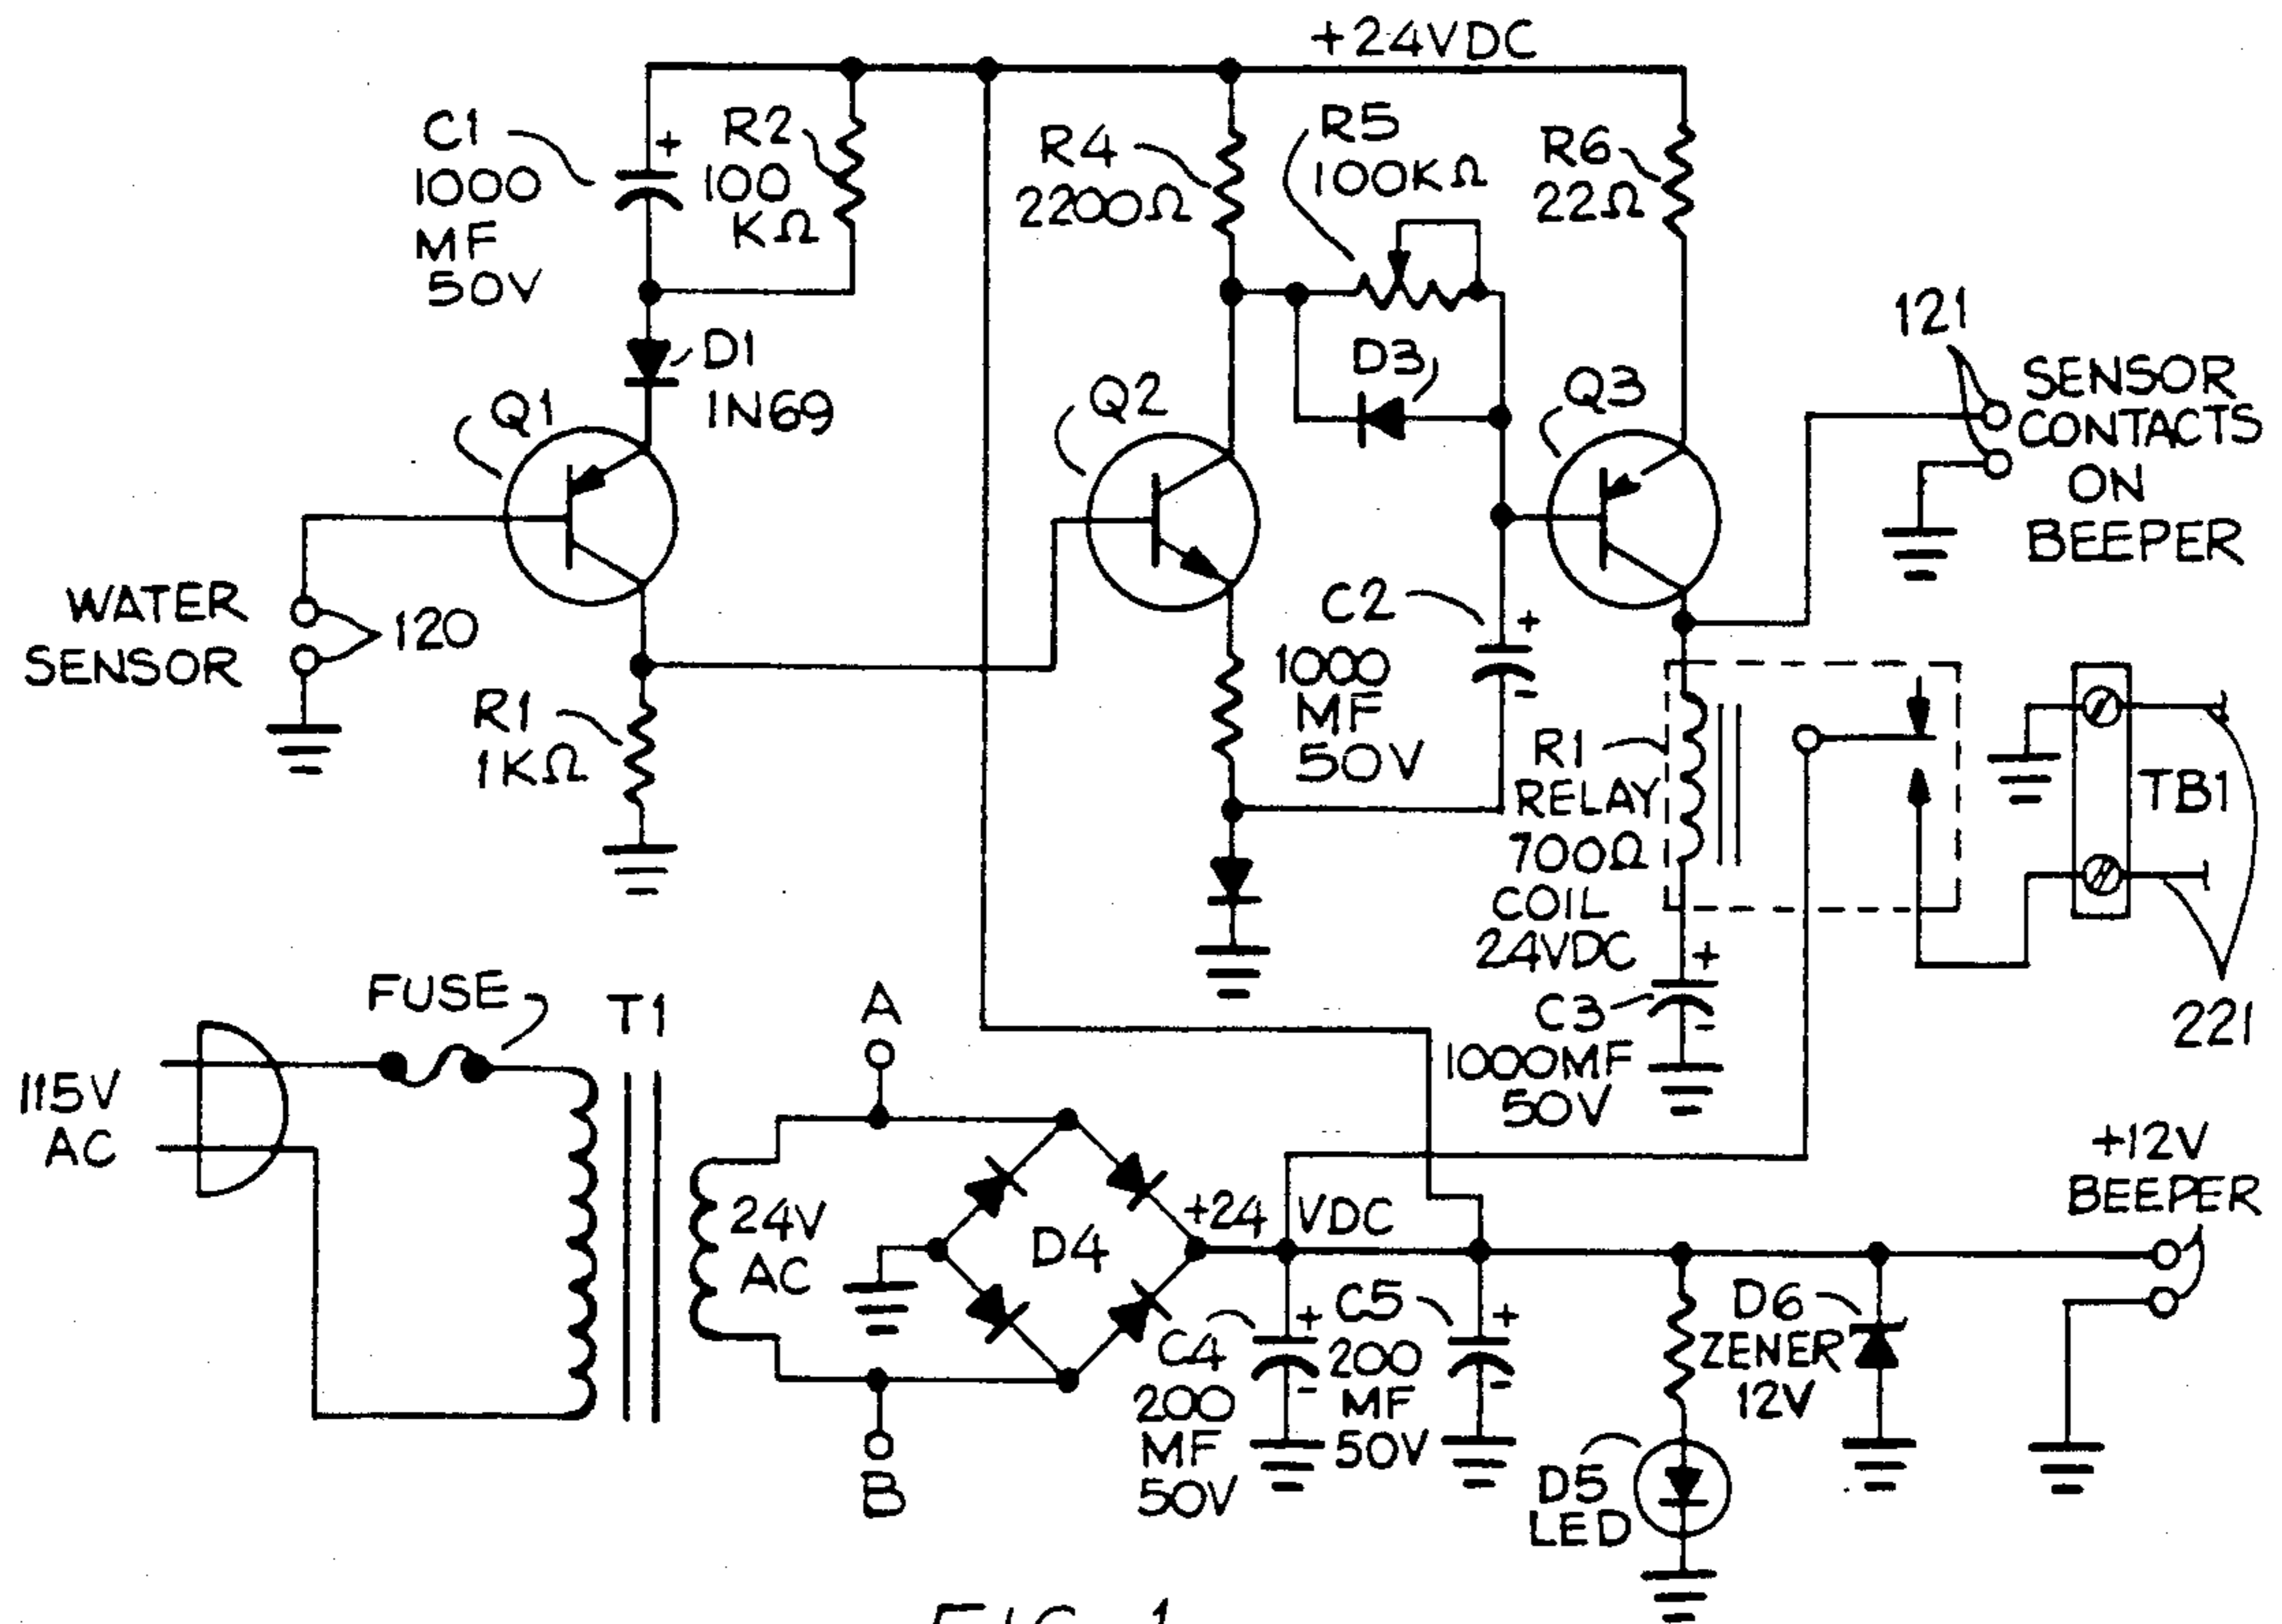 +24VDC
C1
1000
MF
50V
+
R2
100
KΩ
R4
2200Ω
R5
100KΩ
R6
22Ω
D1
1N69
Q1
Q2
D3
Q3
121
SENSOR
CONTACTS
ON
BEEPER
WATER
SENSOR
120
R1
1KΩ
C2
1000
MF
50V
+
-
R1
RELAY
700Ω
COIL
24VDC
TB1
221
C3
1000MF
50V
+
-
FUSE
T1
A
115V
AC
24V
AC
D4
+24 VDC
B
C4
200
MF
50V
+
-
C5
200
MF
50V
+
-
D5
LED
D6
ZENER
12V
+12V
BEEPER
FIG. 1